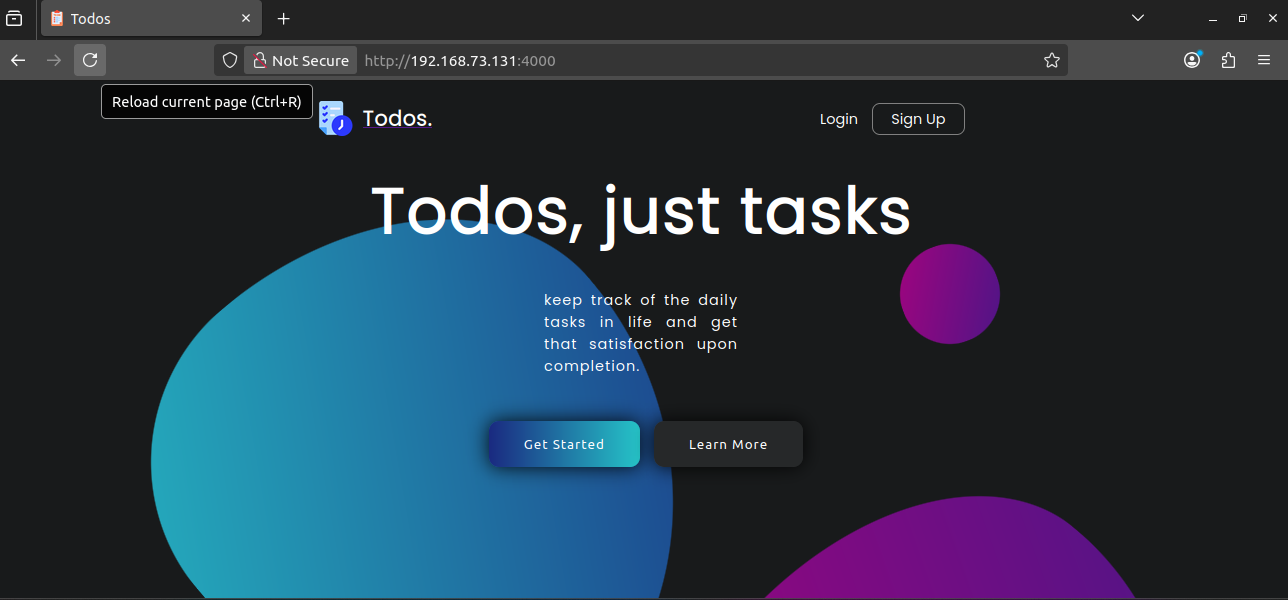 Todos
Not Secure
http://192.168.73.131:4000
Reload current page (Ctrl+R)
Todos.
Login
Sign Up
Todos, just tasks
keep track of the daily
tasks in life and get
that satisfaction upon
completion.
Get Started
Learn More